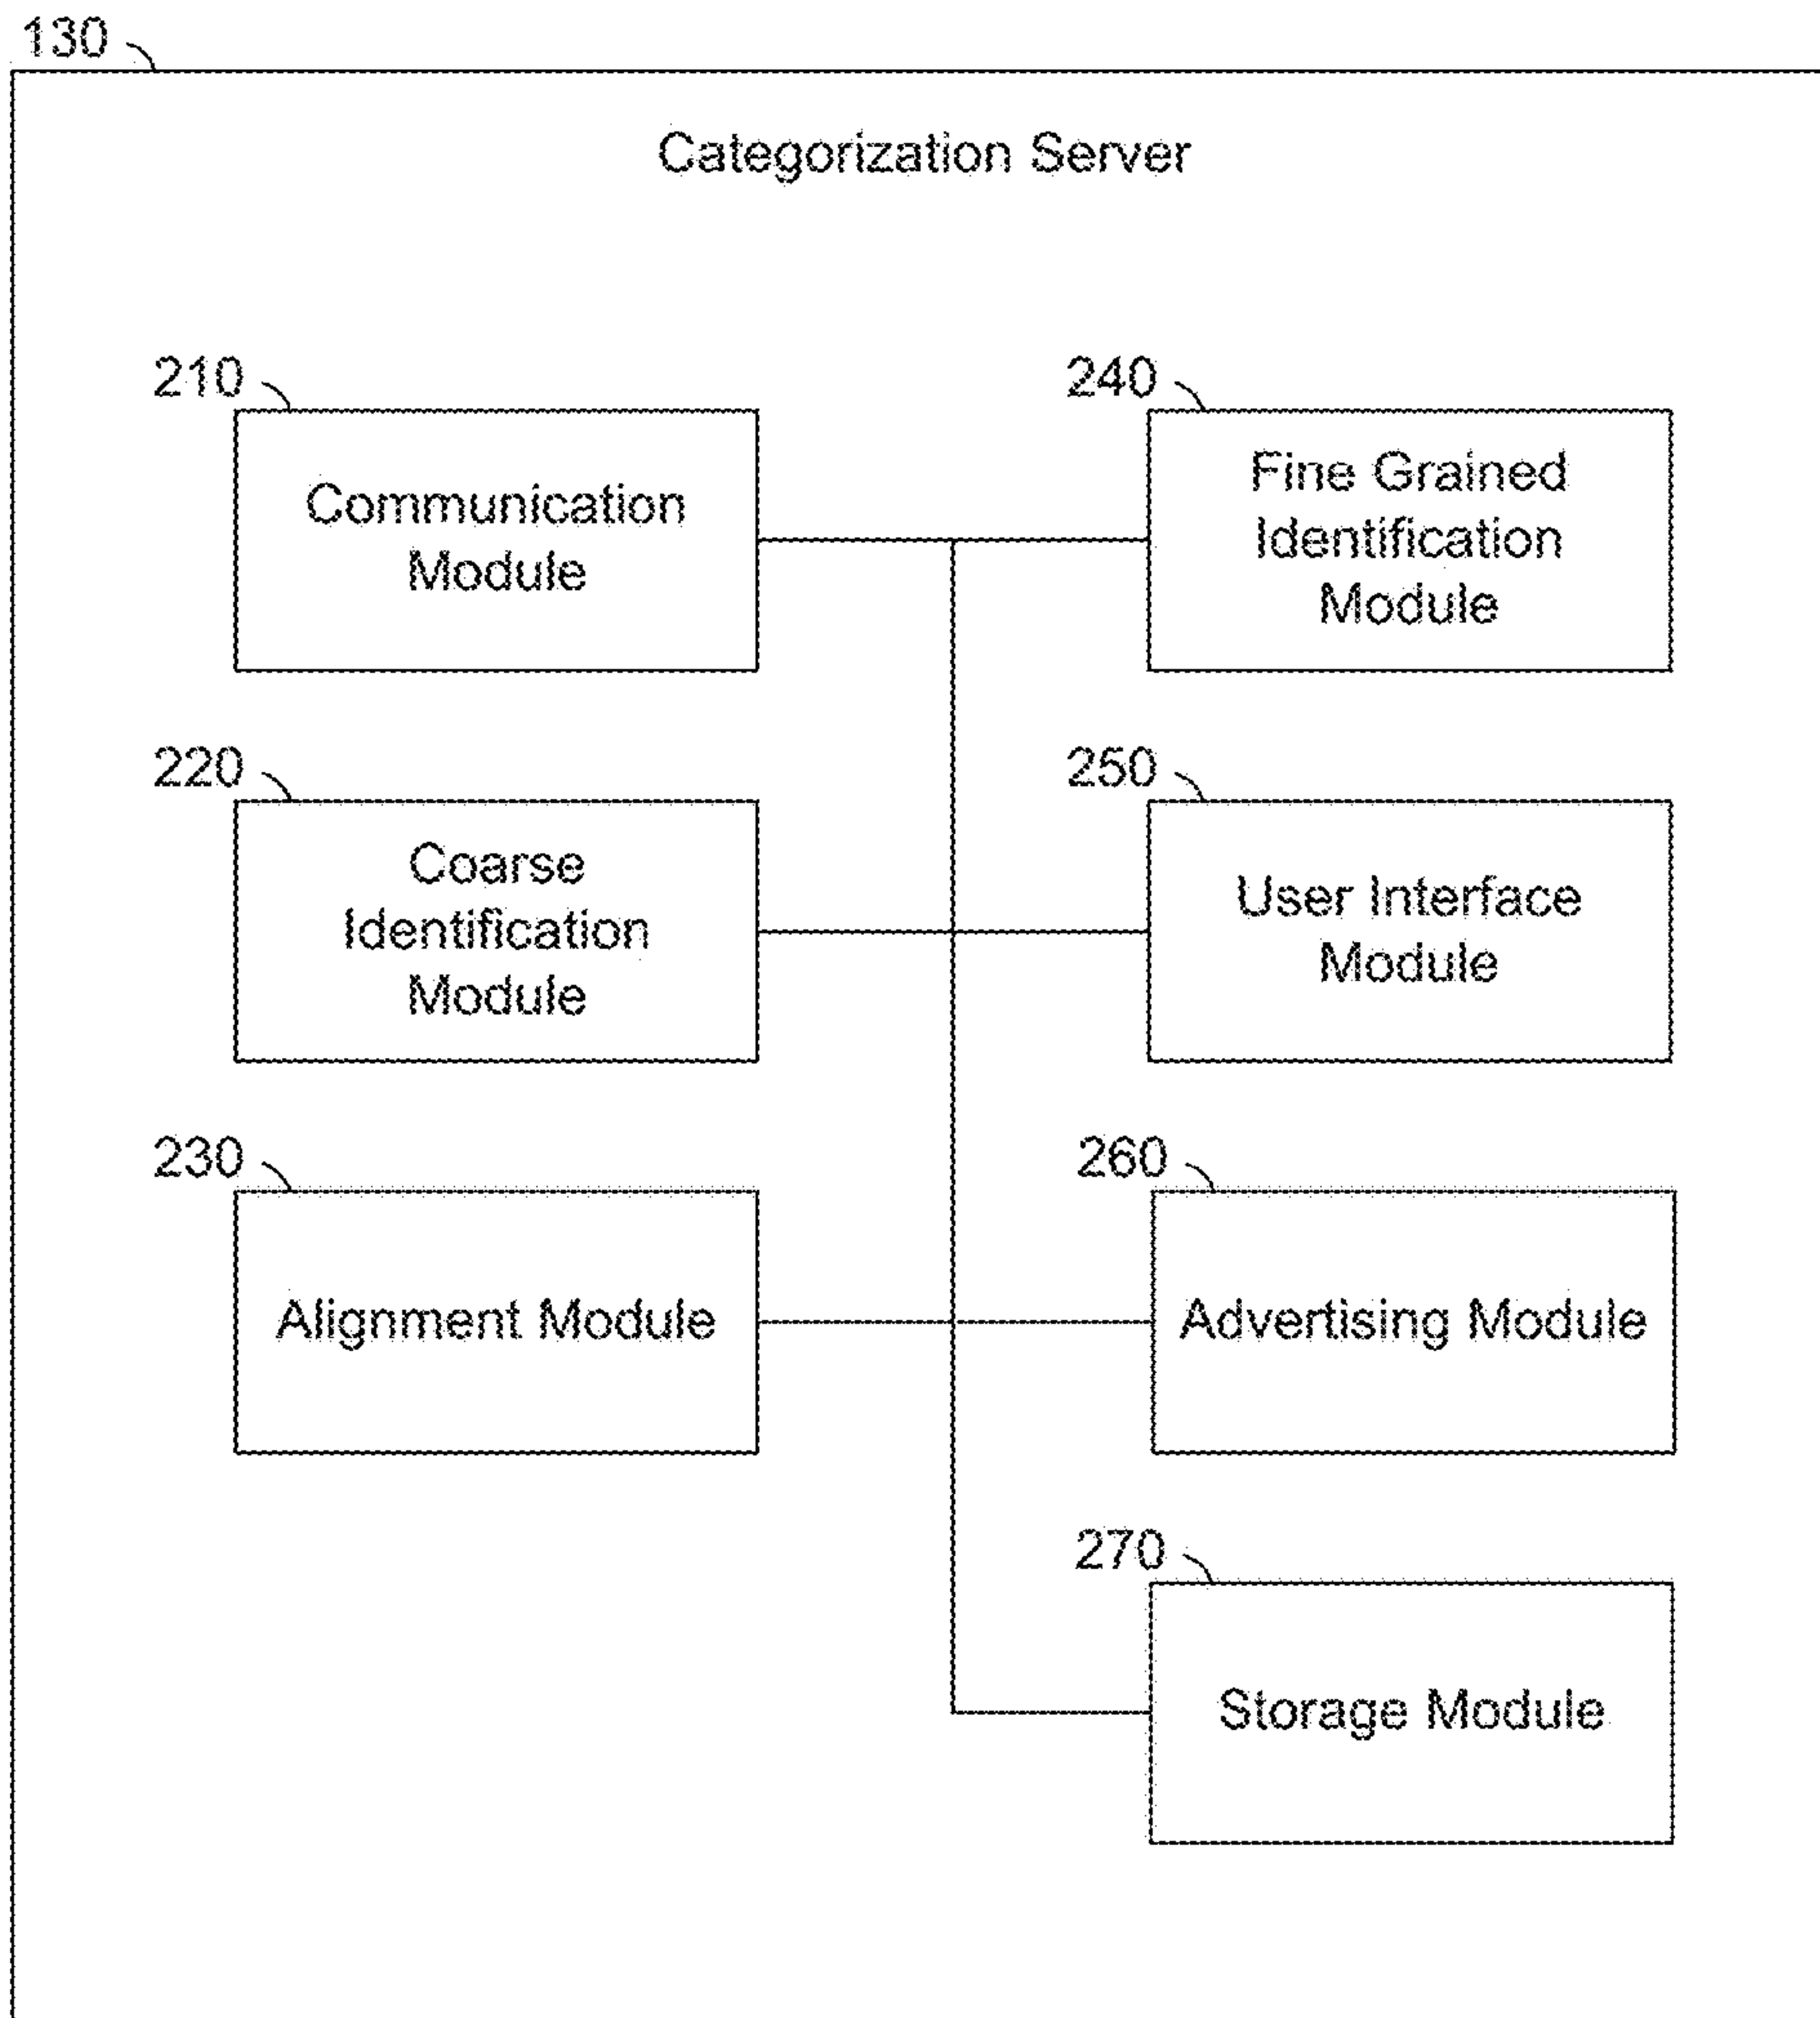 130
Categorization Server
210
Communication
Module
240
Fine Grained
Identification
Module
220
Coarse
Identification
Module
250
User Interface
Module
230
Alignment Module
260
Advertising Module
270
Storage Module